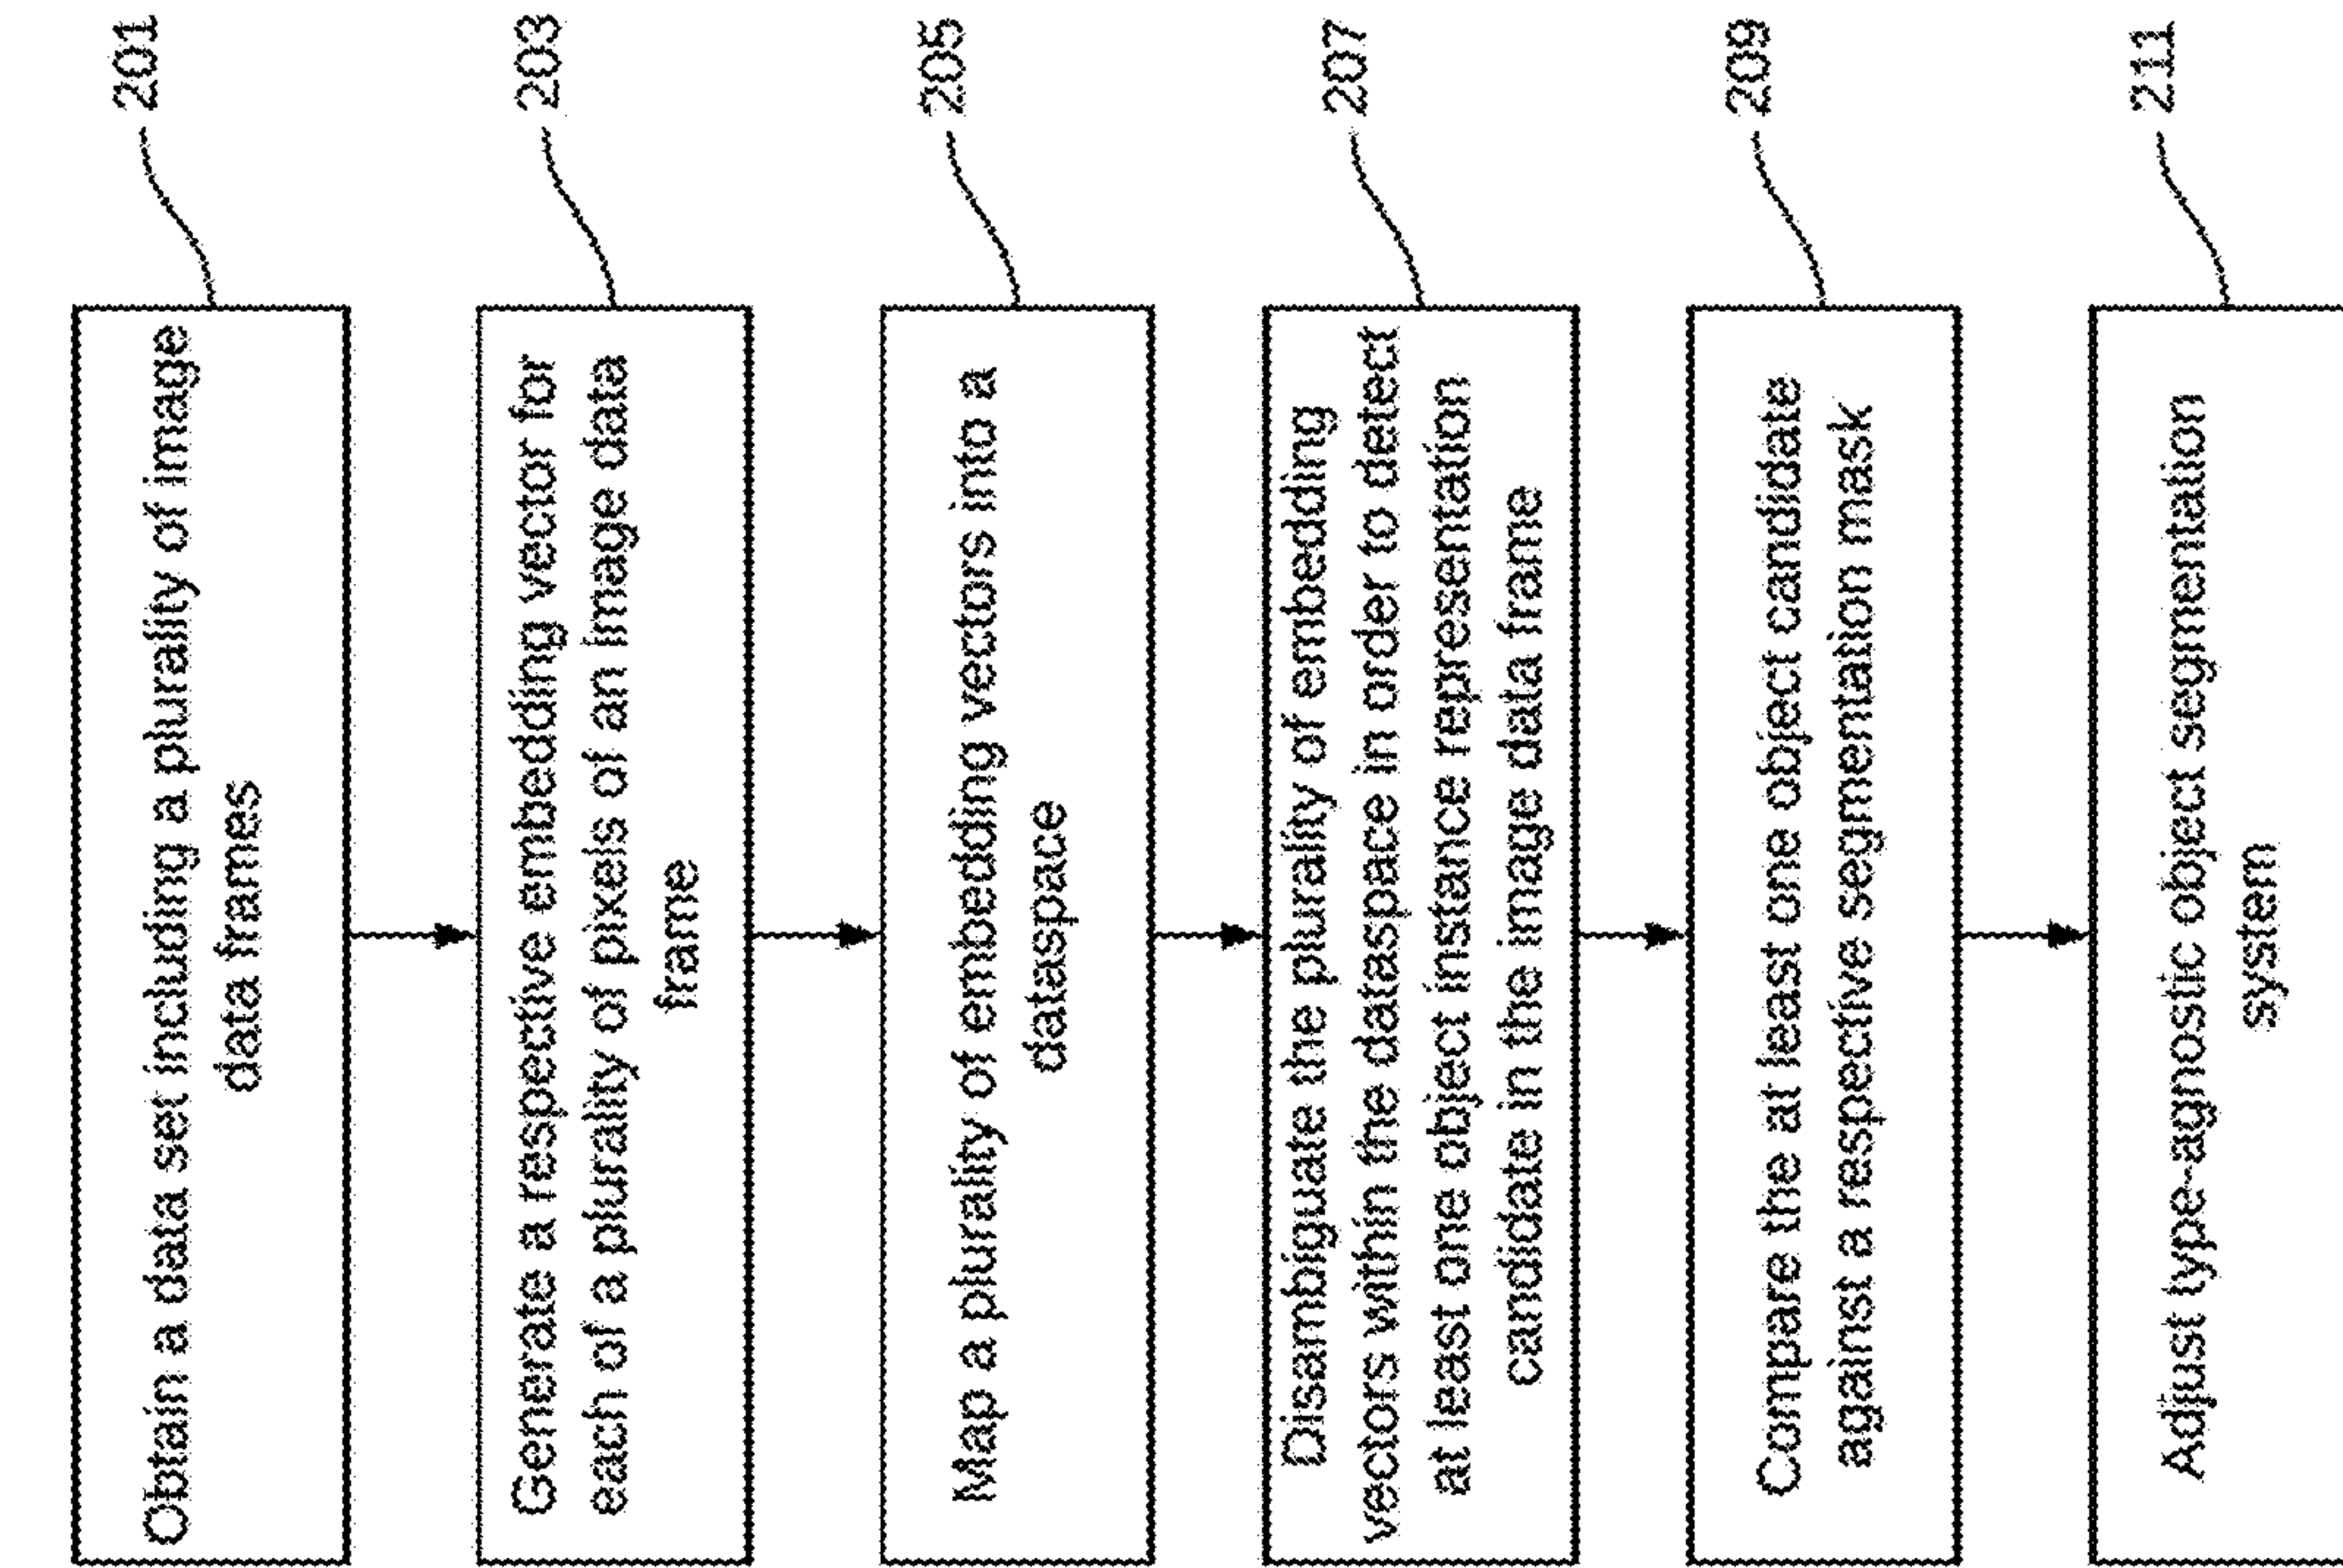 Obtain a data set including a plurality of image
data frames
201
Generate a respective embedding vector for
each of a plurality of pixels of an image data
frame
203
Map a plurality of embedding vectors into a
dataspace
205
Disambiguate the plurality of embedding
vectors within the dataspace in order to detect
at least one object instance representation
candidate in the image data frame
207
Compare the at least one object candidate
against a respective segmentation mask
209
Adjust type-agnostic object segmentation
system
211